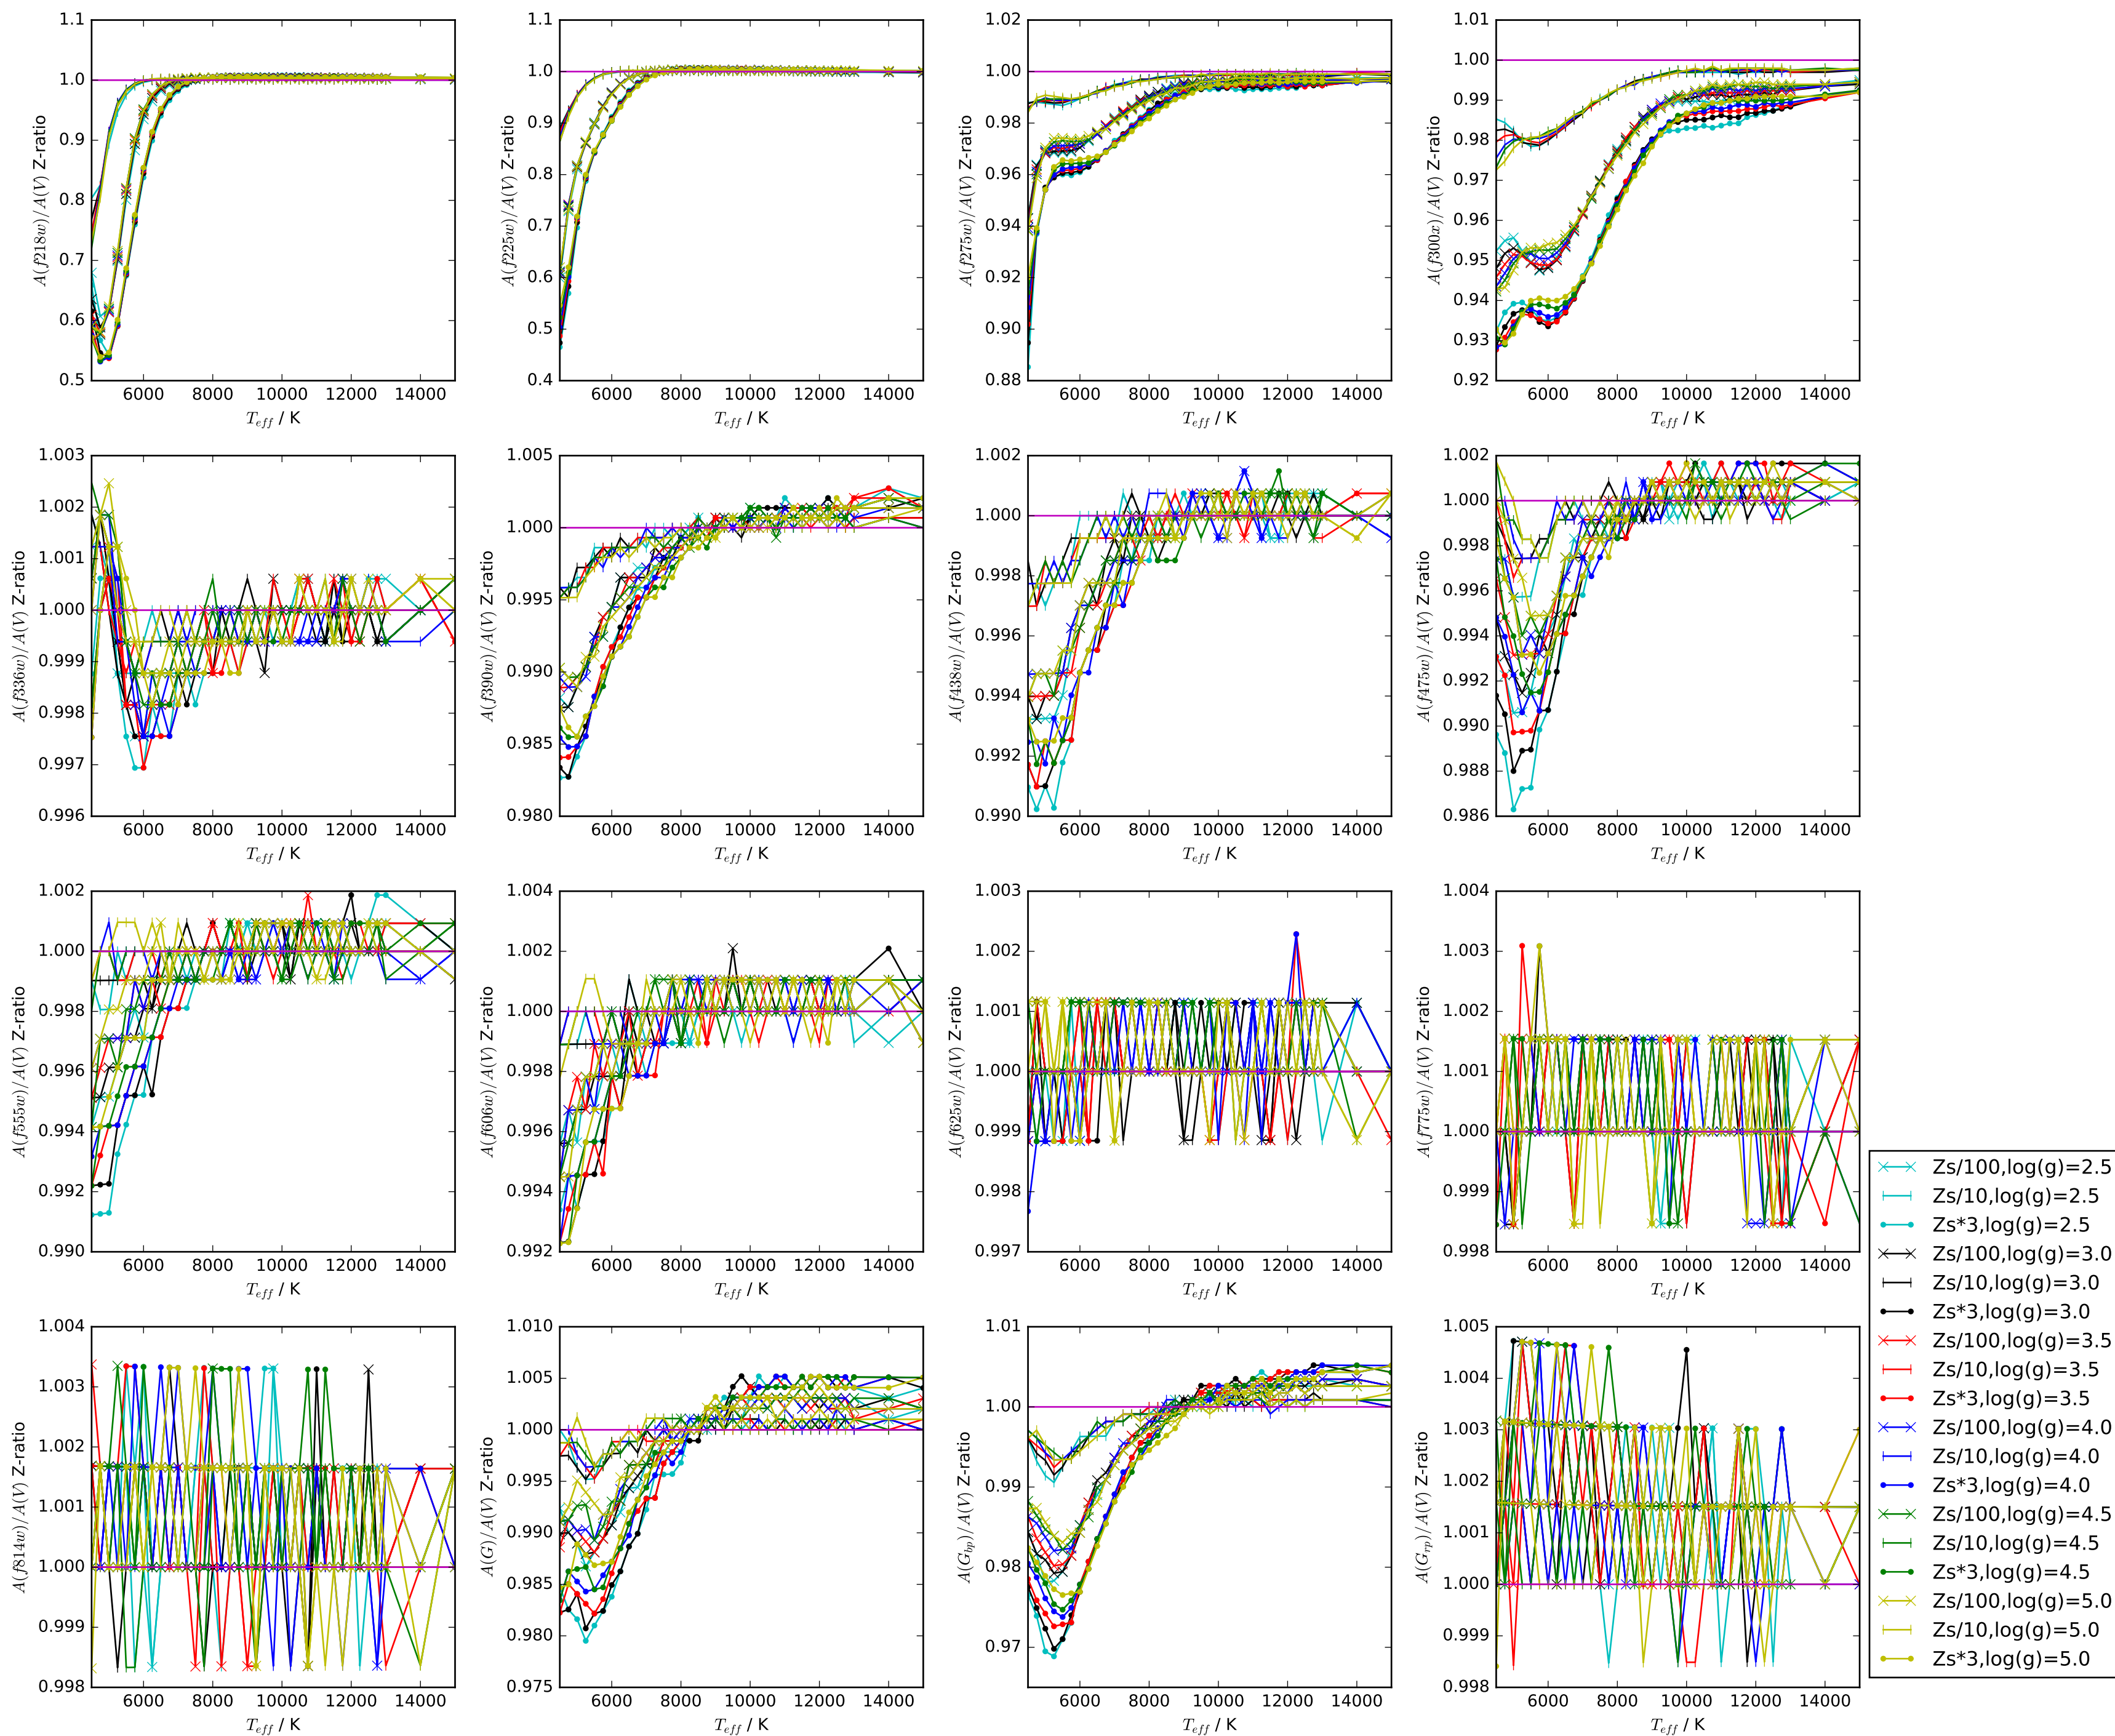 1.1
1.0
0.9
0.8
0.7
0.6
0.5
A(f218w)/A(V) Z-ratio
6000 8000 10000 12000 14000
T_eff / K
1.1
1.0
0.9
0.8
0.7
0.6
0.5
0.4
A(f225w)/A(V) Z-ratio
6000 8000 10000 12000 14000
T_eff / K
1.02
1.00
0.98
0.96
0.94
0.92
0.90
0.88
A(f275w)/A(V) Z-ratio
6000 8000 10000 12000 14000
T_eff / K
1.01
1.00
0.99
0.98
0.97
0.96
0.95
0.94
0.93
0.92
A(f300x)/A(V) Z-ratio
6000 8000 10000 12000 14000
T_eff / K
1.003
1.002
1.001
1.000
0.999
0.998
0.997
0.996
A(f336w)/A(V) Z-ratio
6000 8000 10000 12000 14000
T_eff / K
1.005
1.000
0.995
0.990
0.985
0.980
A(f390w)/A(V) Z-ratio
6000 8000 10000 12000 14000
T_eff / K
1.002
1.000
0.998
0.996
0.994
0.992
0.990
A(f438w)/A(V) Z-ratio
6000 8000 10000 12000 14000
T_eff / K
1.002
1.000
0.998
0.996
0.994
0.992
0.990
0.988
0.986
A(f475w)/A(V) Z-ratio
6000 8000 10000 12000 14000
T_eff / K
1.002
1.000
0.998
0.996
0.994
0.992
0.990
A(f555w)/A(V) Z-ratio
6000 8000 10000 12000 14000
T_eff / K
1.004
1.002
1.000
0.998
0.996
0.994
0.992
A(f606w)/A(V) Z-ratio
6000 8000 10000 12000 14000
T_eff / K
1.003
1.002
1.001
1.000
0.999
0.998
0.997
A(f625w)/A(V) Z-ratio
6000 8000 10000 12000 14000
T_eff / K
1.004
1.003
1.002
1.001
1.000
0.999
0.998
A(f775w)/A(V) Z-ratio
6000 8000 10000 12000 14000
T_eff / K
1.004
1.003
1.002
1.001
1.000
0.999
0.998
A(f814w)/A(V) Z-ratio
6000 8000 10000 12000 14000
T_eff / K
1.010
1.005
1.000
0.995
0.990
0.985
0.980
0.975
A(G)/A(V) Z-ratio
6000 8000 10000 12000 14000
T_eff / K
1.01
1.00
0.99
0.98
0.97
A(G_bp)/A(V) Z-ratio
6000 8000 10000 12000 14000
T_eff / K
1.005
1.004
1.003
1.002
1.001
1.000
0.999
0.998
A(G_rp)/A(V) Z-ratio
6000 8000 10000 12000 14000
T_eff / K
Zs/100,log(g)=2.5
Zs/10,log(g)=2.5
Zs*3,log(g)=2.5
Zs/100,log(g)=3.0
Zs/10,log(g)=3.0
Zs*3,log(g)=3.0
Zs/100,log(g)=3.5
Zs/10,log(g)=3.5
Zs*3,log(g)=3.5
Zs/100,log(g)=4.0
Zs/10,log(g)=4.0
Zs*3,log(g)=4.0
Zs/100,log(g)=4.5
Zs/10,log(g)=4.5
Zs*3,log(g)=4.5
Zs/100,log(g)=5.0
Zs/10,log(g)=5.0
Zs*3,log(g)=5.0